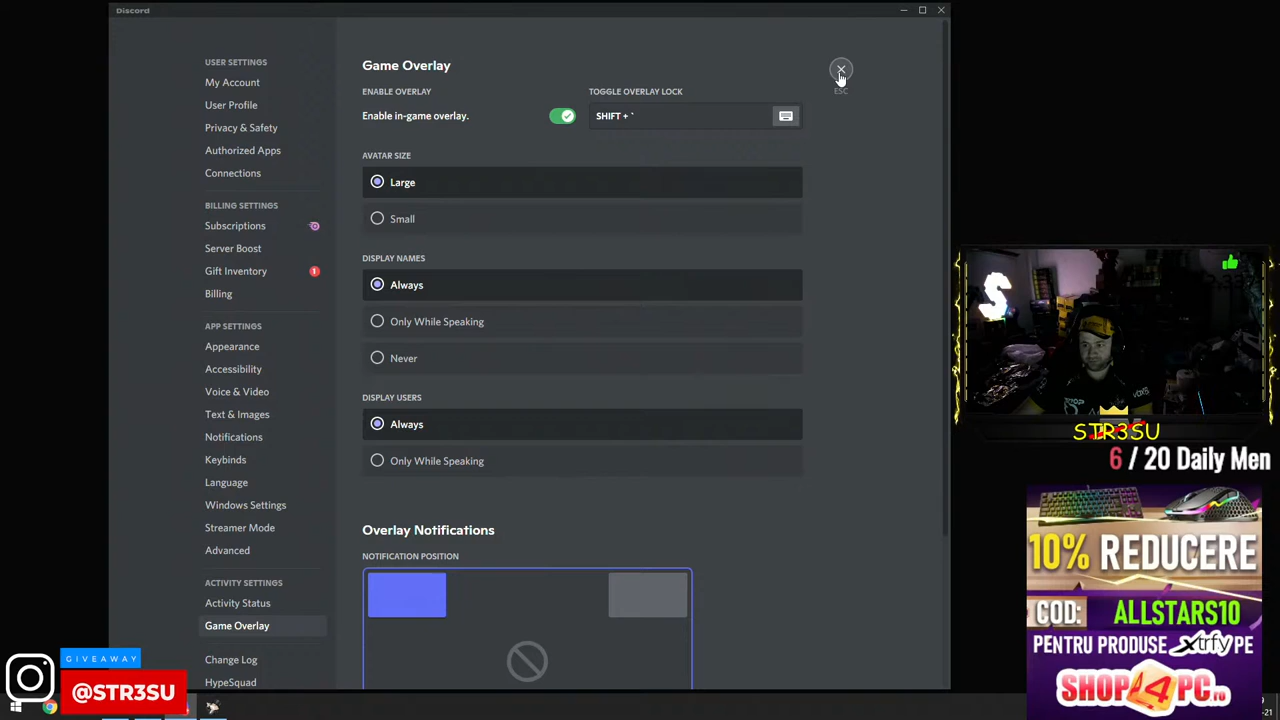 Discord
USER SETTINGS
My Account
User Profile
Privacy & Safety
Authorized Apps
Connections
BILLING SETTINGS
Subscriptions
Server Boost
Gift Inventory 1
Billing
APP SETTINGS
Appearance
Accessibility
Voice & Video
Text & Images
Notifications
Keybinds
Language
Windows Settings
Streamer Mode
Advanced
ACTIVITY SETTINGS
Activity Status
Game Overlay
Change Log
HypeSquad
Game Overlay
ESC
ENABLE OVERLAY
Enable in-game overlay.
TOGGLE OVERLAY LOCK
SHIFT + `
AVATAR SIZE
Large
Small
DISPLAY NAMES
Always
Only While Speaking
Never
DISPLAY USERS
Always
Only While Speaking
Overlay Notifications
NOTIFICATION POSITION
S
STR3SU
6 / 20 Daily Men
10% REDUCERE
COD: ALLSTARS10
PENTRU PRODUSE xtrfy PE
SHOP4PC.ro
GIVEAWAY
@STR3SU